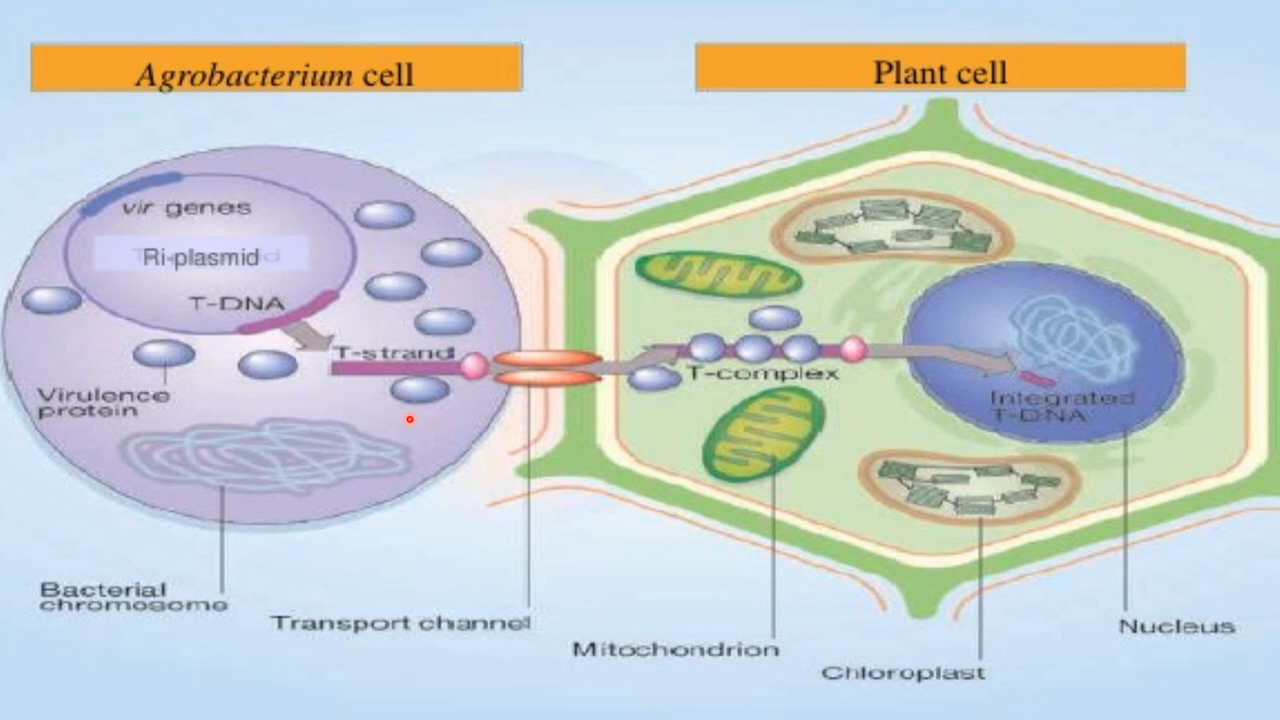 Agrobacterium cell
Plant cell
vir genes
Ri-plasmid
T-DNA
T-strand
Virulence
protein
T-complex
Integrated
T-DNA
Bacterial
chromosome
Transport channel
Mitochondrion
Chloroplast
Nucleus